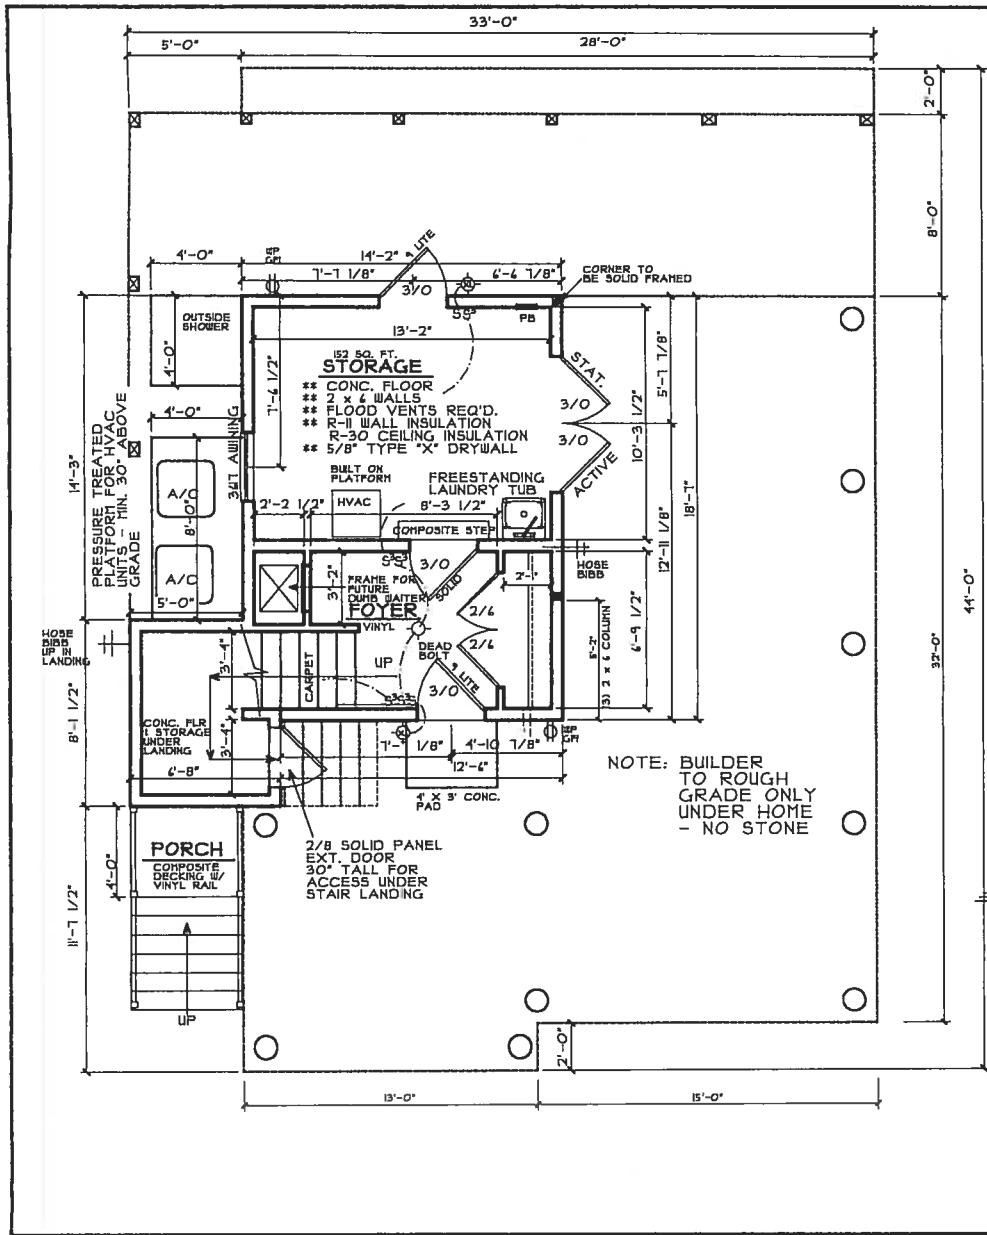 33'-0"
5'-0"
28'-0"
2'-0"
8'-0"
4'-0"
14'-2"
9 LITE
7'-7 1/8"
3/0
6'-6 7/8"
WP
GFI
CORNER TO
BE SOLID FRAMED
OUTSIDE
SHOWER
SS³
PB
13'-2"
4'-0"
7'-6 1/2"
152 SQ. FT.
STORAGE
** CONC. FLOOR
** 2 x 6 WALLS
** FLOOD VENTS REQ'D.
** R-11 WALL INSULATION
R-30 CEILING INSULATION
** 5/8" TYPE "X" DRYWALL
STAT.
3/0
3/0
ACTIVE
5'-7 7/8"
10'-3 1/2"
12'-11 1/8"
18'-7"
4'-0"
14'-3"
PRESSURE TREATED
PLATFORM FOR HVAC
UNITS - MIN. 30" ABOVE
GRADE
A/C
8'-0"
A/C
5'-0"
BUILT ON
PLATFORM
HVAC
FREESTANDING
LAUNDRY TUB
2'-2 1/2"
8'-3 1/2"
COMPOSITE STEP
3/0
SOLID
3'-2"
FRAME FOR
FUTURE
DUMB WAITER
FOYER
VINYL
2'-1"
HOSE
BIBB
2/6
2/6
DEAD
BOLT
9 LITE
3/0
UP
CARPET
3'-4"
S³S³S
5'-2"
(3) 2 x 6 COLUMN
6'-9 1/2"
44'-0"
32'-0"
HOSE
BIBB
UP IN
LANDING
8'-1 1/2"
CONC. FLR
STORAGE
UNDER
LANDING
3'-4"
6'-8"
1/8"
4'-10 7/8"
12'-6"
WP
GFI
4' X 3' CONC.
PAD
NOTE: BUILDER
TO ROUGH
GRADE ONLY
UNDER HOME
- NO STONE
2/8 SOLID PANEL
EXT. DOOR
30" TALL FOR
ACCESS UNDER
STAIR LANDING
PORCH
COMPOSITE
DECKING W/
VINYL RAIL
4'-0"
11'-7 1/2"
UP
2'-0"
13'-0"
15'-0"